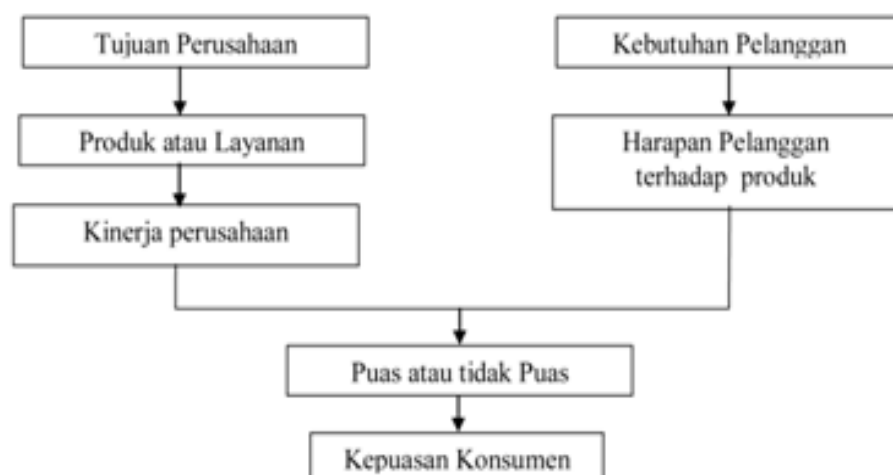 Tujuan Perusahaan
Kebutuhan Pelanggan
Produk atau Layanan
Harapan Pelanggan
terhadap produk
Kinerja perusahaan
Puas atau tidak Puas
Kepuasan Konsumen